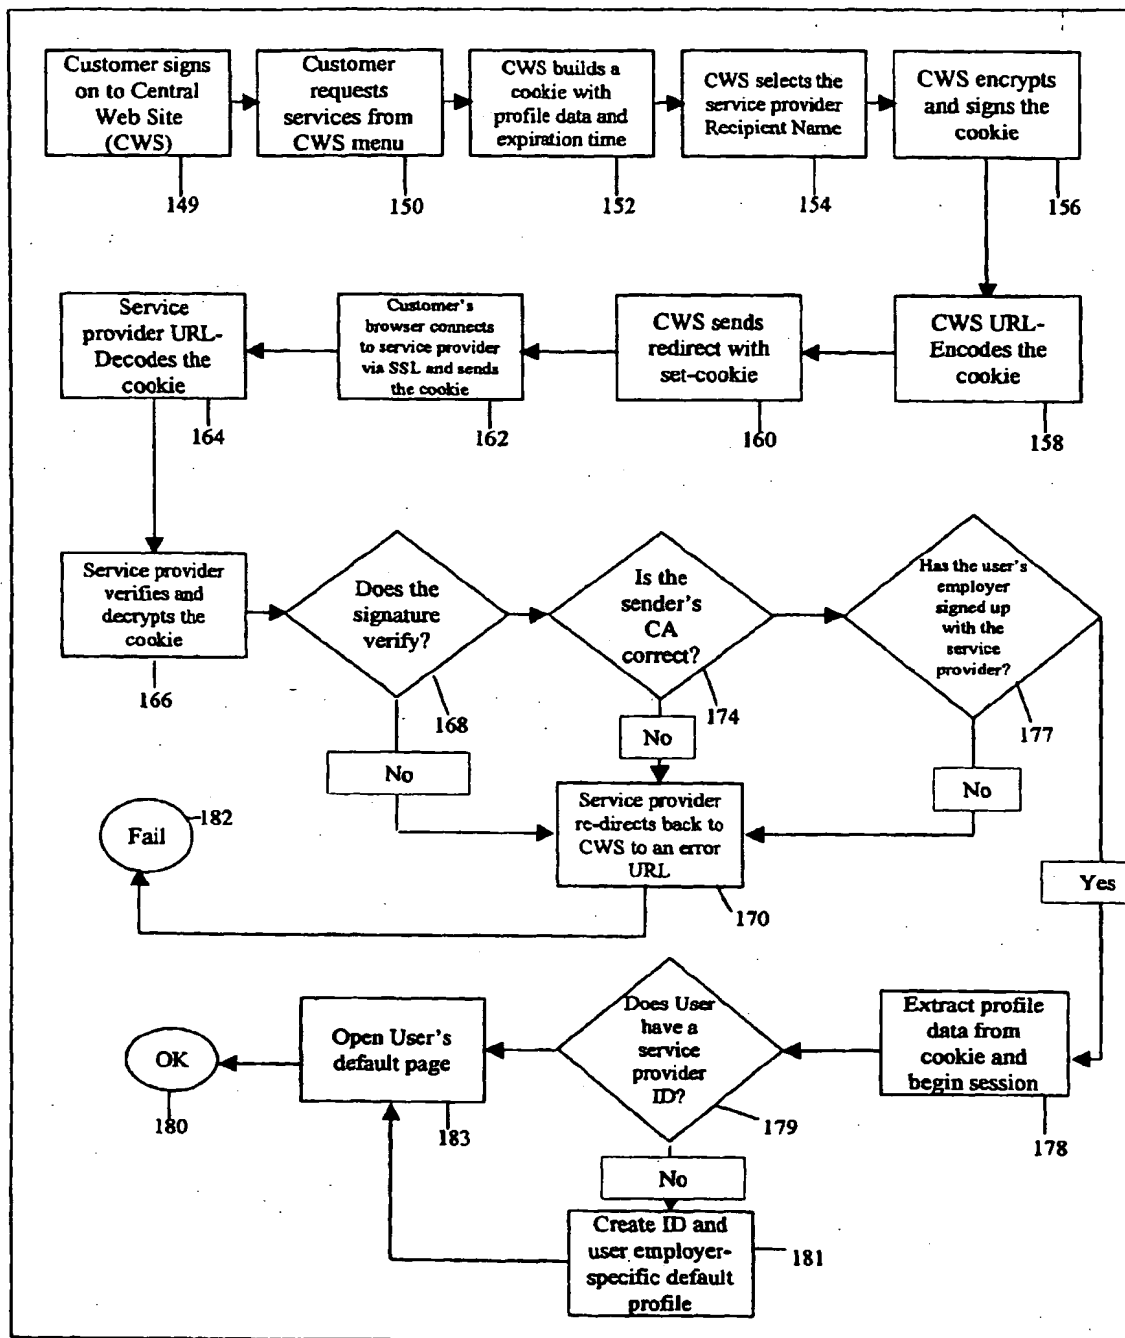 Customer signs
on to Central
Web Site
(CWS)
149
Customer
requests
services from
CWS menu
150
CWS builds a
cookie with
profile data and
expiration time
152
CWS selects the
service provider
Recipient Name
154
CWS encrypts
and signs the
cookie
156
CWS URL-
Encodes the
cookie
158
CWS sends
redirect with
set-cookie
160
Customer's
browser connects
to service provider
via SSL and sends
the cookie
162
Service
provider URL-
Decodes the
cookie
164
Service provider
verifies and
decrypts the
cookie
166
Does the
signature
verify?
168
No
Is the
sender's
CA
correct?
174
No
Has the user's
employer
signed up
with the
service
provider?
177
No
Yes
Service provider
re-directs back to
CWS to an error
URL
170
Fail
182
Extract profile
data from
cookie and
begin session
178
Does User
have a
service
provider
ID?
179
No
Create ID and
user employer-
specific default
profile
181
Open User's
default page
183
OK
180